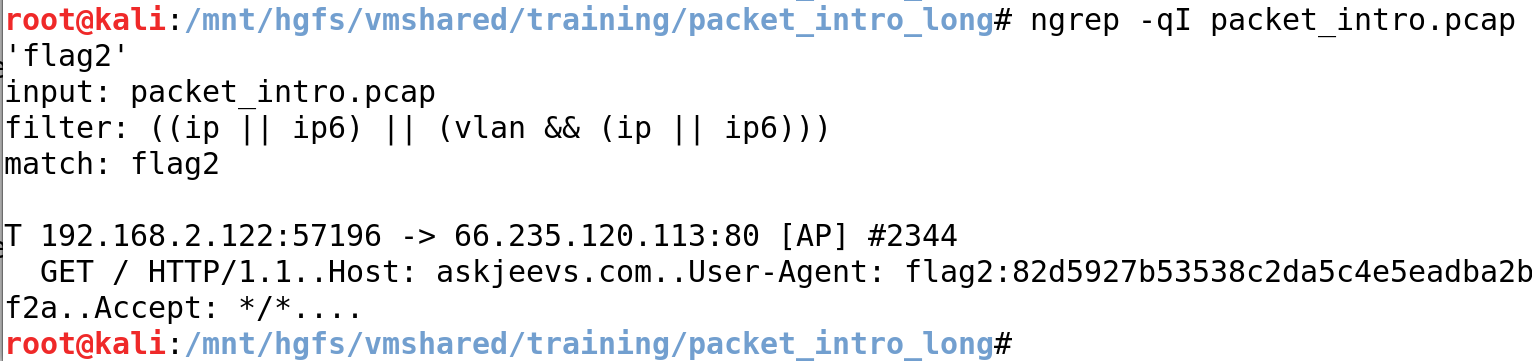 root@kali:/mnt/hgfs/vmshared/training/packet_intro_long# ngrep -qI packet_intro.pcap
'flag2'
input: packet_intro.pcap
filter: ((ip || ip6) || (vlan && (ip || ip6)))
match: flag2
T 192.168.2.122:57196 -> 66.235.120.113:80 [AP] #2344
  GET / HTTP/1.1..Host: askjeevs.com..User-Agent: flag2:82d5927b53538c2da5c4e5eadba2b
f2a..Accept: */*....
root@kali:/mnt/hgfs/vmshared/training/packet_intro_long#